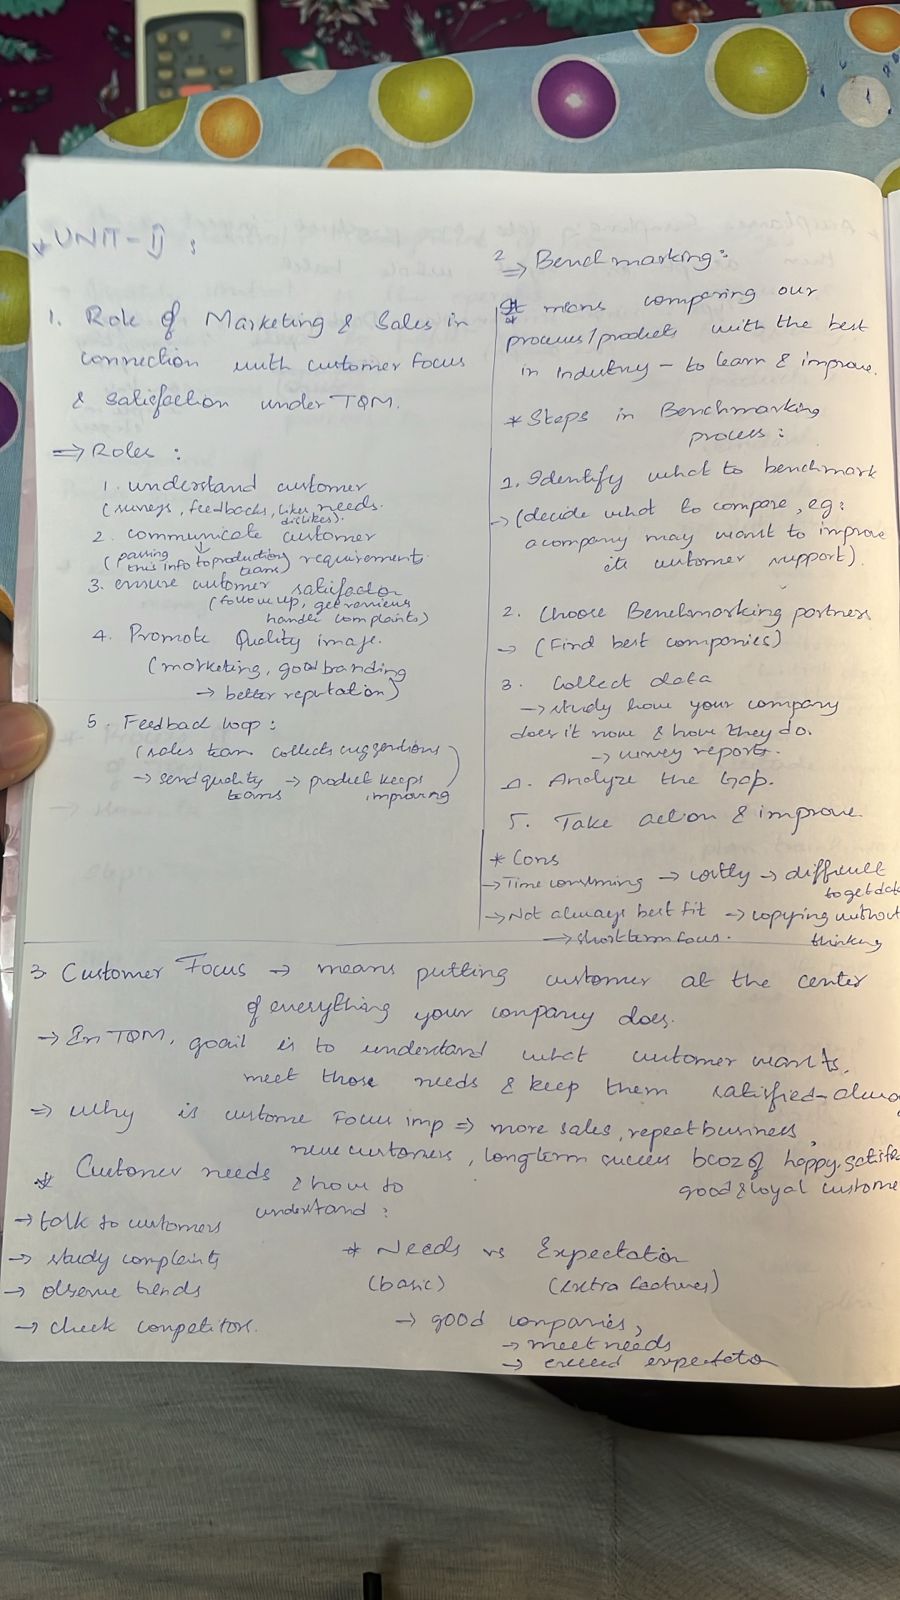 * UNIT - II :
1. Role of Marketing & Sales in
connection with customer focus
& satisfaction under TQM.
=> Roles :
1. understand customer
(surveys, feedbacks, likes, needs.
dislikes).
2. communicate customer
(passing requirements.
this info to production
teams)
3. ensure customer satisfaction
(follow up, get reviews
handle complaints)
4. Promote Quality image.
(marketing, good branding
→ better reputation)
5. Feedback loop :
(sales team collects suggestions
→ send quality → product keeps
teams improving)
2 => Benchmarking :
* It means comparing our
process/products with the best
in Industry - to learn & improve.
* Steps in Benchmarking
process :
1. Identify what to benchmark
→ (decide what to compare, eg:
a company may want to improve
its customer support).
2. Choose Benchmarking partners
→ (Find best companies)
3. Collect data
→ study how your company
does it now & how they do.
→ survey reports.
4. Analyze the Gap.
5. Take action & improve.
* Cons
→ Time consuming → costly → difficult
to get data
→ Not always best fit → copying without
→ short term focus. thinking
3. Customer Focus → means putting customer at the center
of everything your company does.
→ In TQM, goal is to understand what customer wants,
meet those needs & keep them satisfied -
=> Why is custome Focus imp => more sales, repeat business,
new customers, longterm success bcoz of happy,
good & loyal
* Customer needs & how to
understand :
→ talk to customers
→ study complaints
→ observe trends
→ check competitors.
* Needs vs Expectation
(basic) (Extra features)
→ good companies,
→ meet needs
→ exceed expectation